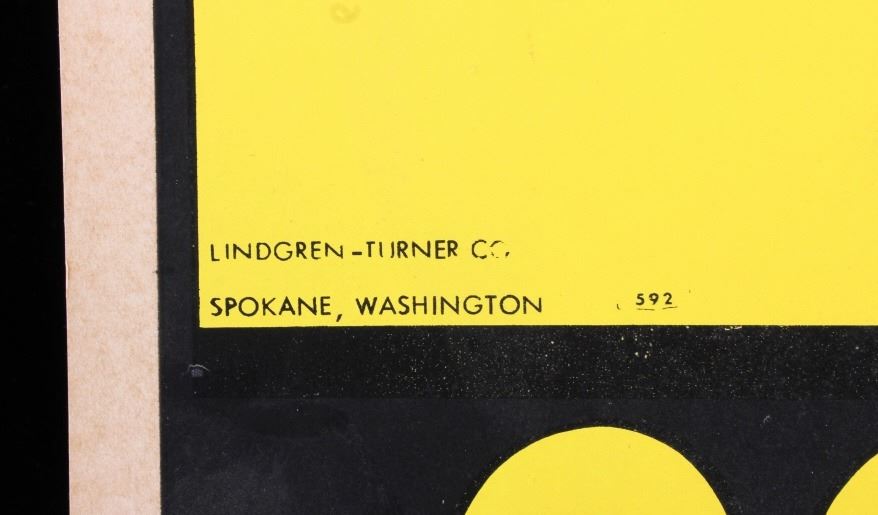 LINDGREN-TURNER CO.
SPOKANE, WASHINGTON 592